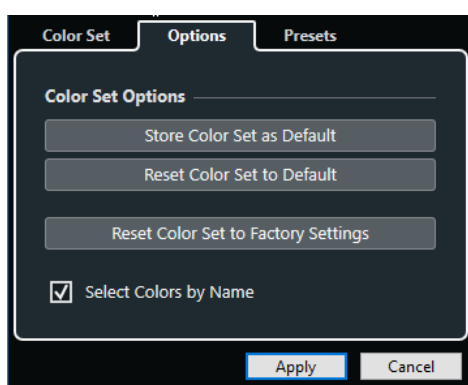 Color Set Options Presets
Color Set Options
Store Color Set as Default
Reset Color Set to Default
Reset Color Set to Factory Settings
Select Colors by Name
Apply Cancel